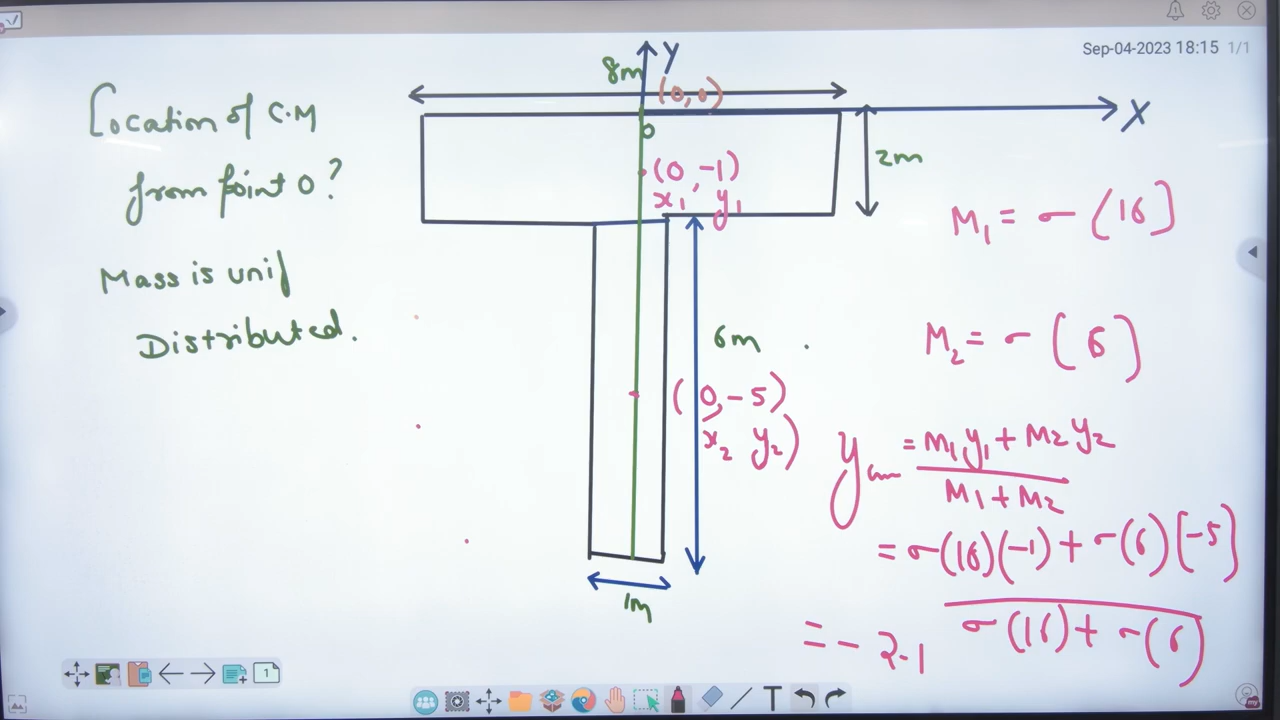 Sep-04-2023 18:15 1/1
Location of C.M
from point O?
Mass is unif
Distributed.
8m
Y
(0,0)
X
O
2m
(0,-1)
x₁ y₁
6m
(0,-5)
x₂ y₂)
1m
M₁ = σ(16)
M₂ = σ(6)
y_cm = M₁y₁ + M₂y₂
M₁ + M₂
= σ(16)(-1) + σ(6)(-5)
σ(16) + σ(6)
= -2.1
1
T